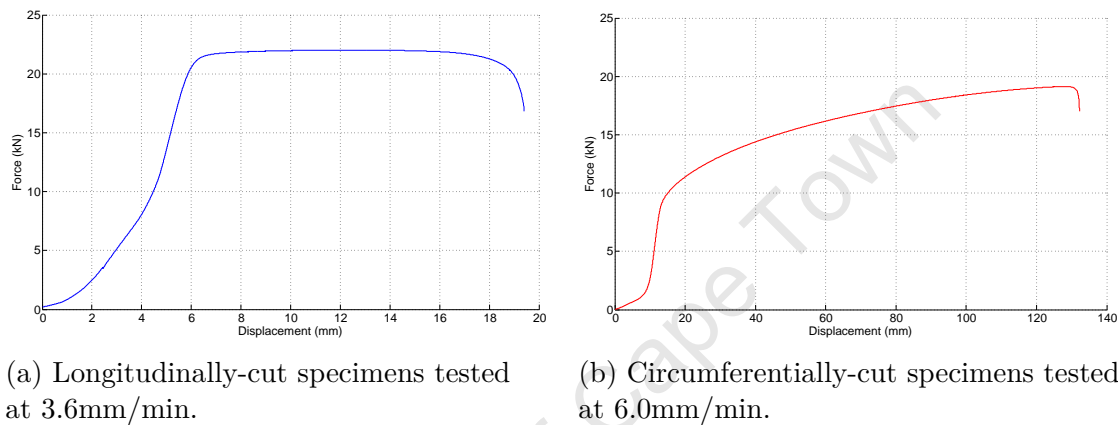 25
20
15
10
5
0
Force (kN)
0 2 4 6 8 10 12 14 16 18 20
Displacement (mm)
(a) Longitudinally-cut specimens tested
at 3.6mm/min.
25
20
15
10
5
0
Force (kN)
0 20 40 60 80 100 120 140
Displacement (mm)
(b) Circumferentially-cut specimens tested
at 6.0mm/min.
Cape Town